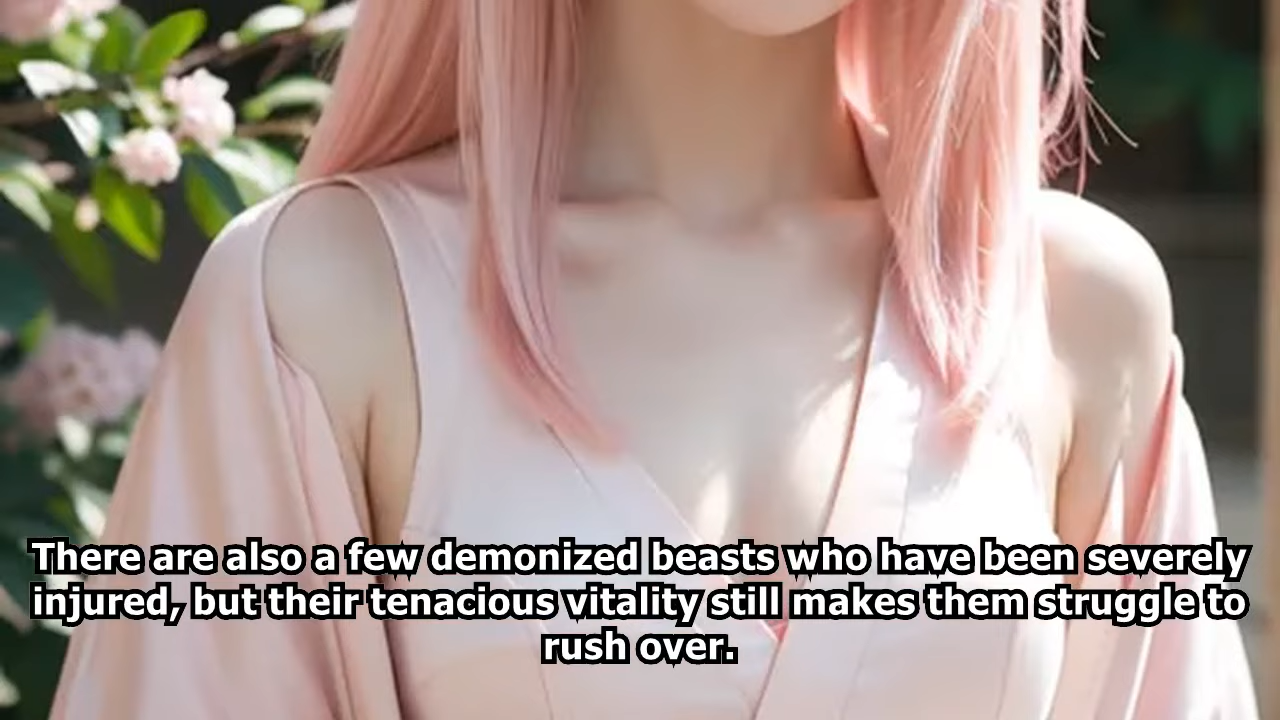 There are also a few demonized beasts who have been severely
injured, but their tenacious vitality still makes them struggle to
rush over.